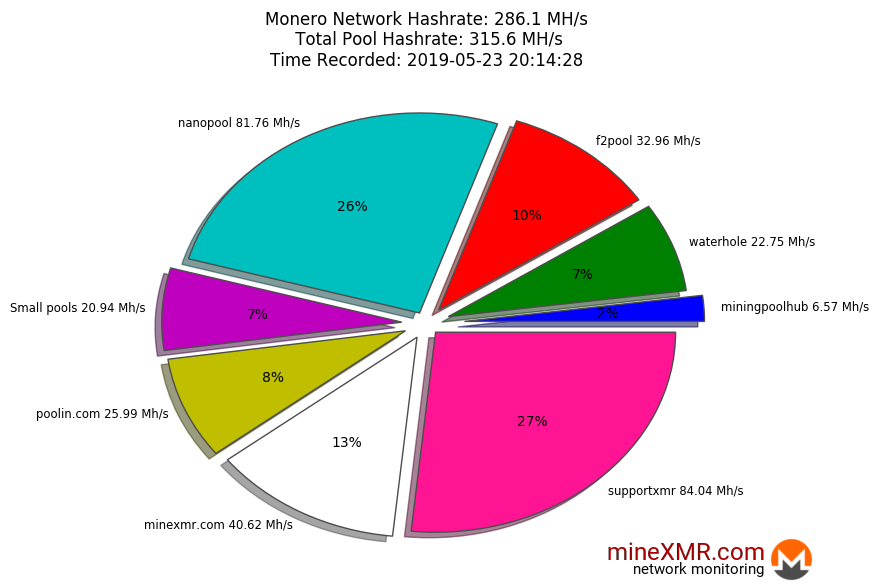 Monero Network Hashrate: 286.1 MH/s
Total Pool Hashrate: 315.6 MH/s
Time Recorded: 2019-05-23 20:14:28
nanopool 81.76 Mh/s
f2pool 32.96 Mh/s
26%
10%
waterhole 22.75 Mh/s
7%
Small pools 20.94 Mh/s
7%
2%
miningpoolhub 6.57 Mh/s
8%
poolin.com 25.99 Mh/s
13%
27%
supportxmr 84.04 Mh/s
minexmr.com 40.62 Mh/s
mineXMR.com
network monitoring